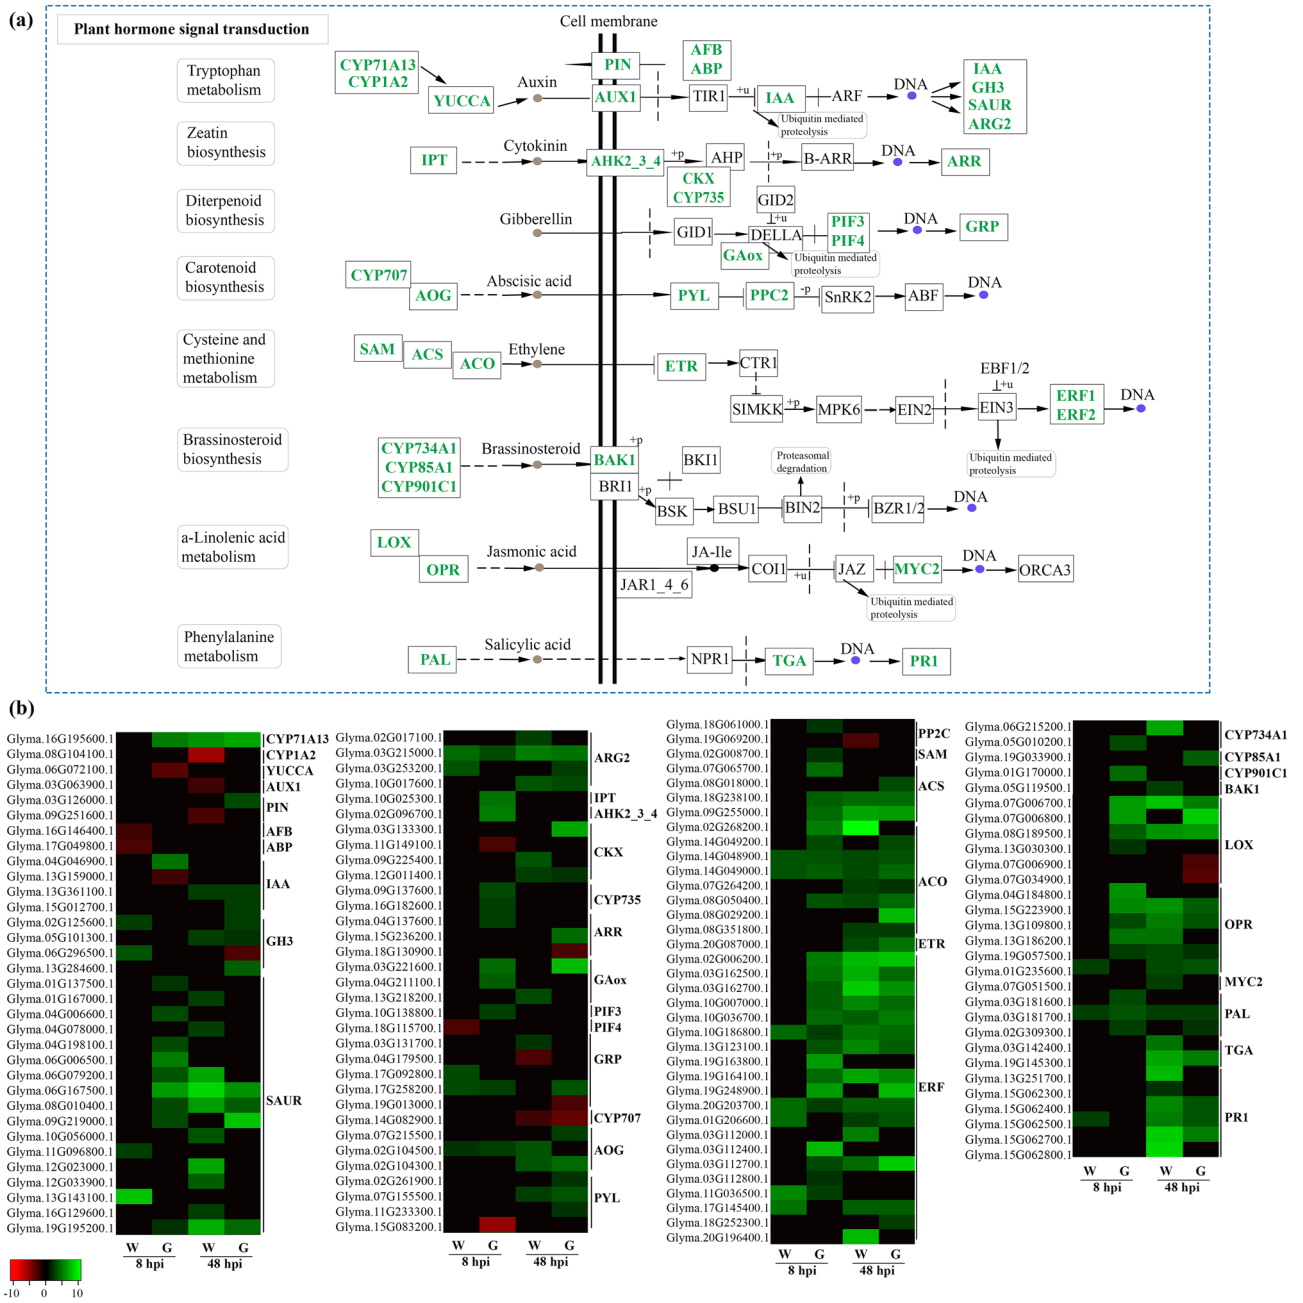 (a)
Plant hormone signal transduction
Cell membrane
Tryptophan
metabolism
CYP71A13
CYP1A2
YUCCA
Auxin
PIN
AUX1
AFB
ABP
TIR1
+u
IAA
ARF
DNA
IAA
GH3
SAUR
ARG2
Ubiquitin mediated
proteolysis
Zeatin
biosynthesis
IPT
Cytokinin
AHK2_3_4
+p
AHP
+p
B-ARR
DNA
ARR
CKX
CYP735
Diterpenoid
biosynthesis
Gibberellin
GID1
GID2
+u
DELLA
GAox
PIF3
PIF4
DNA
GRP
Ubiquitin mediated
proteolysis
Carotenoid
biosynthesis
CYP707
AOG
Abscisic acid
PYL
PPC2
-p
SnRK2
ABF
DNA
Cysteine and
methionine
metabolism
SAM
ACS
ACO
Ethylene
ETR
CTR1
SIMKK
+p
MPK6
EIN2
EBF1/2
+u
EIN3
ERF1
ERF2
DNA
Ubiquitin mediated
proteolysis
Brassinosteroid
biosynthesis
CYP734A1
CYP85A1
CYP901C1
Brassinosteroid
+p
BAK1
BRI1
+p
BKI1
BSK
BSU1
Proteasomal
degradation
BIN2
+p
BZR1/2
DNA
a-Linolenic acid
metabolism
LOX
OPR
Jasmonic acid
JA-Ile
JAR1_4_6
COI1
+u
JAZ
MYC2
DNA
ORCA3
Ubiquitin mediated
proteolysis
Phenylalanine
metabolism
PAL
Salicylic acid
NPR1
TGA
DNA
PR1
(b)
Glyma.16G195600.1
Glyma.08G104100.1
Glyma.06G072100.1
Glyma.03G063900.1
Glyma.03G126000.1
Glyma.09G251600.1
Glyma.16G146400.1
Glyma.17G049800.1
Glyma.04G046900.1
Glyma.13G159000.1
Glyma.13G361100.1
Glyma.15G012700.1
Glyma.02G125600.1
Glyma.05G101300.1
Glyma.06G296500.1
Glyma.13G284600.1
Glyma.01G137500.1
Glyma.01G167000.1
Glyma.04G006600.1
Glyma.04G078000.1
Glyma.04G198100.1
Glyma.06G006500.1
Glyma.06G079200.1
Glyma.06G167500.1
Glyma.08G010400.1
Glyma.09G219000.1
Glyma.10G056000.1
Glyma.11G096800.1
Glyma.12G023000.1
Glyma.12G033900.1
Glyma.13G143100.1
Glyma.16G129600.1
Glyma.19G195200.1
CYP71A13
CYP1A2
YUCCA
AUX1
PIN
AFB
ABP
IAA
GH3
SAUR
W G W G
8 hpi 48 hpi
-10 0 10
Glyma.02G017100.1
Glyma.03G215000.1
Glyma.03G253200.1
Glyma.10G017600.1
Glyma.10G025300.1
Glyma.02G096700.1
Glyma.03G133300.1
Glyma.11G149100.1
Glyma.09G225400.1
Glyma.12G011400.1
Glyma.09G137600.1
Glyma.16G182600.1
Glyma.04G137600.1
Glyma.15G236200.1
Glyma.18G130900.1
Glyma.03G221600.1
Glyma.04G211100.1
Glyma.13G218200.1
Glyma.10G138800.1
Glyma.18G115700.1
Glyma.03G131700.1
Glyma.04G179500.1
Glyma.17G092800.1
Glyma.17G258200.1
Glyma.19G013000.1
Glyma.14G082900.1
Glyma.07G215500.1
Glyma.02G104500.1
Glyma.02G104300.1
Glyma.02G261900.1
Glyma.07G155500.1
Glyma.11G233300.1
Glyma.15G083200.1
ARG2
IPT
AHK2_3_4
CKX
CYP735
ARR
GAox
PIF3
PIF4
GRP
CYP707
AOG
PYL
W G W G
8 hpi 48 hpi
Glyma.18G061000.1
Glyma.19G069200.1
Glyma.02G008700.1
Glyma.07G065700.1
Glyma.08G018000.1
Glyma.18G238100.1
Glyma.09G255000.1
Glyma.02G268200.1
Glyma.14G049200.1
Glyma.14G048900.1
Glyma.14G049000.1
Glyma.07G264200.1
Glyma.08G050400.1
Glyma.08G029200.1
Glyma.08G351800.1
Glyma.20G087000.1
Glyma.02G006200.1
Glyma.03G162500.1
Glyma.03G162700.1
Glyma.10G007000.1
Glyma.10G036700.1
Glyma.10G186800.1
Glyma.13G123100.1
Glyma.19G163800.1
Glyma.19G164100.1
Glyma.19G248900.1
Glyma.20G203700.1
Glyma.01G206600.1
Glyma.03G112000.1
Glyma.03G112400.1
Glyma.03G112700.1
Glyma.03G112800.1
Glyma.11G036500.1
Glyma.17G145400.1
Glyma.18G252300.1
Glyma.20G196400.1
PP2C
SAM
ACS
ACO
ETR
ERF
W G W G
8 hpi 48 hpi
Glyma.06G215200.1
Glyma.05G010200.1
Glyma.19G033900.1
Glyma.01G170000.1
Glyma.05G119500.1
Glyma.07G006700.1
Glyma.07G006800.1
Glyma.08G189500.1
Glyma.13G030300.1
Glyma.07G006900.1
Glyma.07G034900.1
Glyma.04G184800.1
Glyma.15G223900.1
Glyma.13G109800.1
Glyma.13G186200.1
Glyma.19G057500.1
Glyma.01G235600.1
Glyma.07G051500.1
Glyma.03G181600.1
Glyma.03G181700.1
Glyma.02G309300.1
Glyma.03G142400.1
Glyma.19G145300.1
Glyma.13G251700.1
Glyma.15G062300.1
Glyma.15G062400.1
Glyma.15G062500.1
Glyma.15G062700.1
Glyma.15G062800.1
CYP734A1
CYP85A1
CYP901C1
BAK1
LOX
OPR
MYC2
PAL
TGA
PR1
W G W G
8 hpi 48 hpi